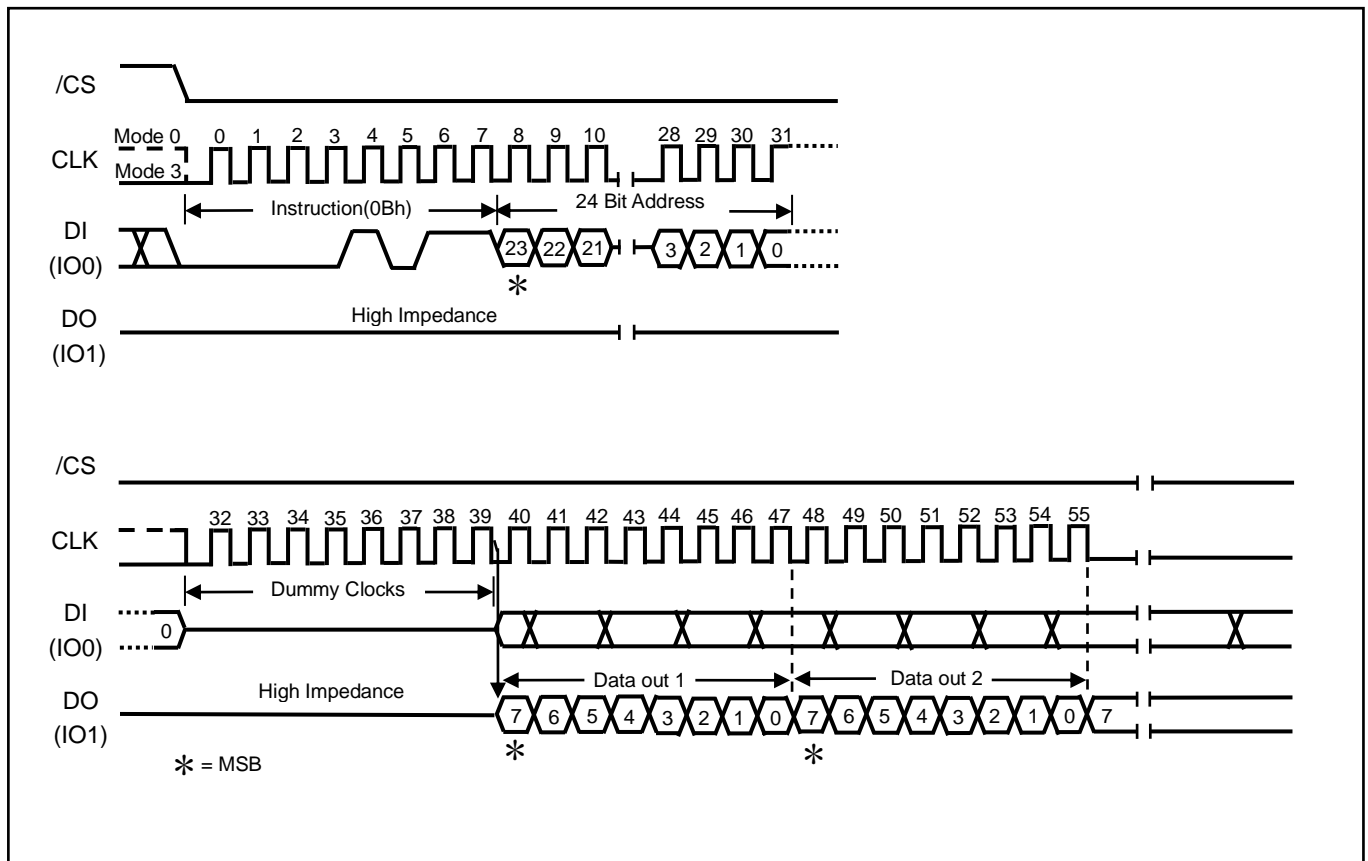 /CS
Mode 0 0 1 2 3 4 5 6 7 8 9 10 28 29 30 31
CLK
Mode 3
Instruction(0Bh) 24 Bit Address
DI
(IO0)
23 22 21 3 2 1 0
*
DO
(IO1)
High Impedance
/CS
32 33 34 35 36 37 38 39 40 41 42 43 44 45 46 47 48 49 50 51 52 53 54 55
CLK
Dummy Clocks
DI
(IO0)
0
Data out 1 Data out 2
DO
(IO1)
High Impedance
7 6 5 4 3 2 1 0 7 6 5 4 3 2 1 0 7
* *
* = MSB